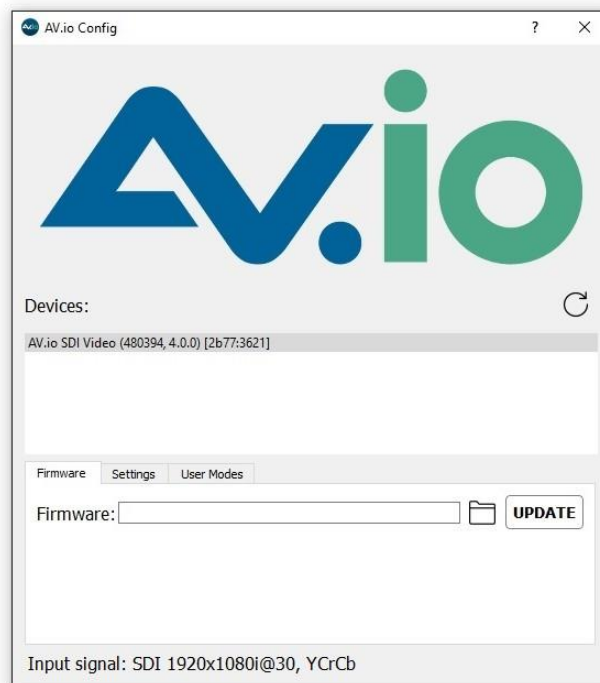 AV.io Config
AV.io
Devices:
AV.io SDI Video (480394, 4.0.0) [2b77:3621]
Firmware Settings User Modes
Firmware: UPDATE
Input signal: SDI 1920x1080i@30, YCrCb